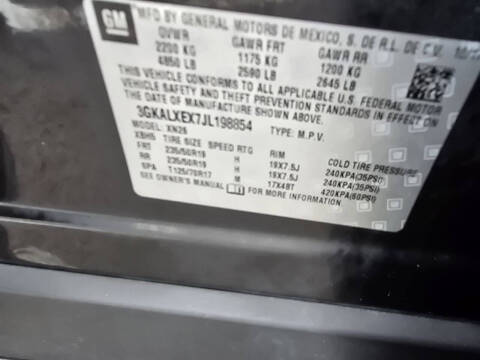 GM
MFD BY GENERAL MOTORS DE MEXICO, S. DE R.L. DE C.V. 10/
GVWR GAWR FRT GAWR RR
2200 KG 1175 KG 1200 KG
4850 LB 2590 LB 2645 LB
THIS VEHICLE CONFORMS TO ALL APPLICABLE U.S. FEDERAL MOTOR
VEHICLE SAFETY AND THEFT PREVENTION STANDARDS IN EFFECT
ON THE DATE OF MANUFACTURE SHOWN ABOVE.
3GKALXEX7JL198854 TYPE: M.P.V.
MODEL: XN26
XBH5 TIRE SIZE SPEED RTG RIM COLD TIRE PRESSURE
FRT 235/50R19 H 19X7.5J 240KPA(35PSI)
RR 235/50R19 H 19X7.5J 240KPA(35PSI)
SPA T125/70R17 M 17X4BT 420KPA(60PSI)
SEE OWNER'S MANUAL FOR MORE INFORMATION.